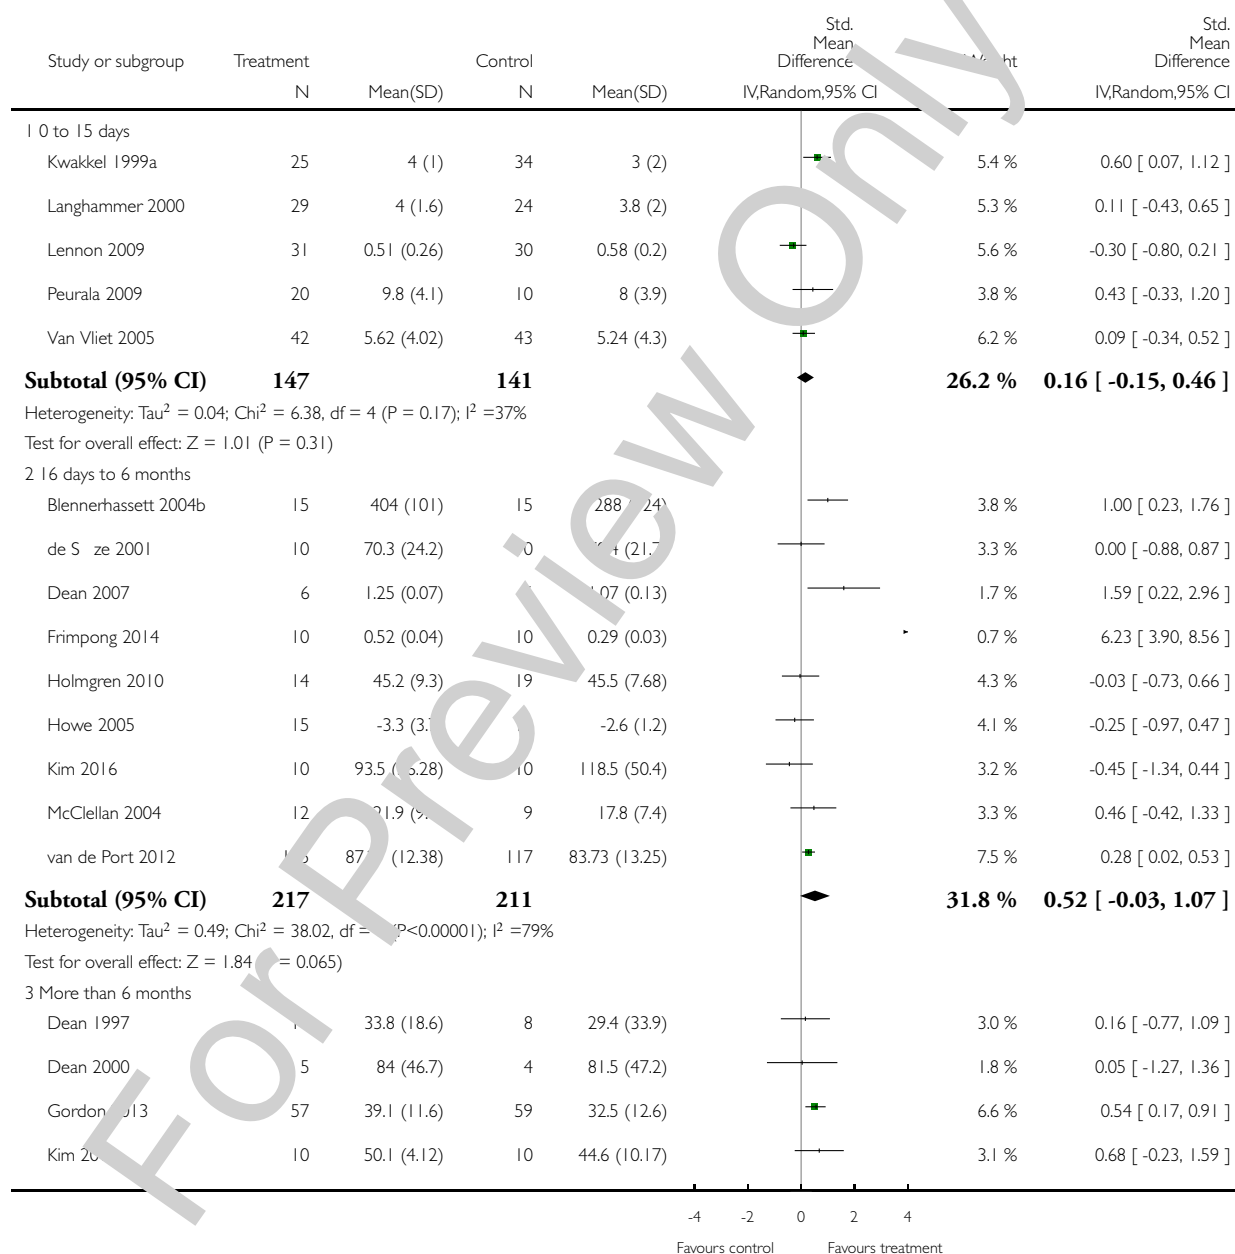 Study or subgroup Treatment Control Std. Mean Difference Std. Mean Difference
N Mean(SD) N Mean(SD) IV,Random,95% CI IV,Random,95% CI
1 0 to 15 days
Kwakkel 1999a 25 4 (1) 34 3 (2) 5.4 % 0.60 [ 0.07, 1.12 ]
Langhammer 2000 29 4 (1.6) 24 3.8 (2) 5.3 % 0.11 [ -0.43, 0.65 ]
Lennon 2009 31 0.51 (0.26) 30 0.58 (0.2) 5.6 % -0.30 [ -0.80, 0.21 ]
Peurala 2009 20 9.8 (4.1) 10 8 (3.9) 3.8 % 0.43 [ -0.33, 1.20 ]
Van Vliet 2005 42 5.62 (4.02) 43 5.24 (4.3) 6.2 % 0.09 [ -0.34, 0.52 ]
Subtotal (95% CI) 147 141 26.2 % 0.16 [ -0.15, 0.46 ]
Heterogeneity: Tau² = 0.04; Chi² = 6.38, df = 4 (P = 0.17); I² =37%
Test for overall effect: Z = 1.01 (P = 0.31)
2 16 days to 6 months
Blennerhassett 2004b 15 404 (101) 15 288 3.8 % 1.00 [ 0.23, 1.76 ]
de S ze 2001 10 70.3 (24.2) 3.3 % 0.00 [ -0.88, 0.87 ]
Dean 2007 6 1.25 (0.07) (0.13) 1.7 % 1.59 [ 0.22, 2.96 ]
Frimpong 2014 10 0.52 (0.04) 10 0.29 (0.03) 0.7 % 6.23 [ 3.90, 8.56 ]
Holmgren 2010 14 45.2 (9.3) 19 45.5 (7.68) 4.3 % -0.03 [ -0.73, 0.66 ]
Howe 2005 15 -3.3 -2.6 (1.2) 4.1 % -0.25 [ -0.97, 0.47 ]
Kim 2016 10 93.5 10 118.5 (50.4) 3.2 % -0.45 [ -1.34, 0.44 ]
McClellan 2004 12 9 17.8 (7.4) 3.3 % 0.46 [ -0.42, 1.33 ]
van de Port 2012 (12.38) 117 83.73 (13.25) 7.5 % 0.28 [ 0.02, 0.53 ]
Subtotal (95% CI) 217 211 31.8 % 0.52 [ -0.03, 1.07 ]
Heterogeneity: Tau² = 0.49; Chi² = 38.02, df = (P<0.00001); I² =79%
Test for overall effect: Z = 1.84 = 0.065)
3 More than 6 months
Dean 1997 33.8 (18.6) 8 29.4 (33.9) 3.0 % 0.16 [ -0.77, 1.09 ]
Dean 2000 5 84 (46.7) 4 81.5 (47.2) 1.8 % 0.05 [ -1.27, 1.36 ]
Gordon 57 39.1 (11.6) 59 32.5 (12.6) 6.6 % 0.54 [ 0.17, 0.91 ]
Kim 10 50.1 (4.12) 10 44.6 (10.17) 3.1 % 0.68 [ -0.23, 1.59 ]
-4 -2 0 2 4
Favours control Favours treatment
For Preview Only